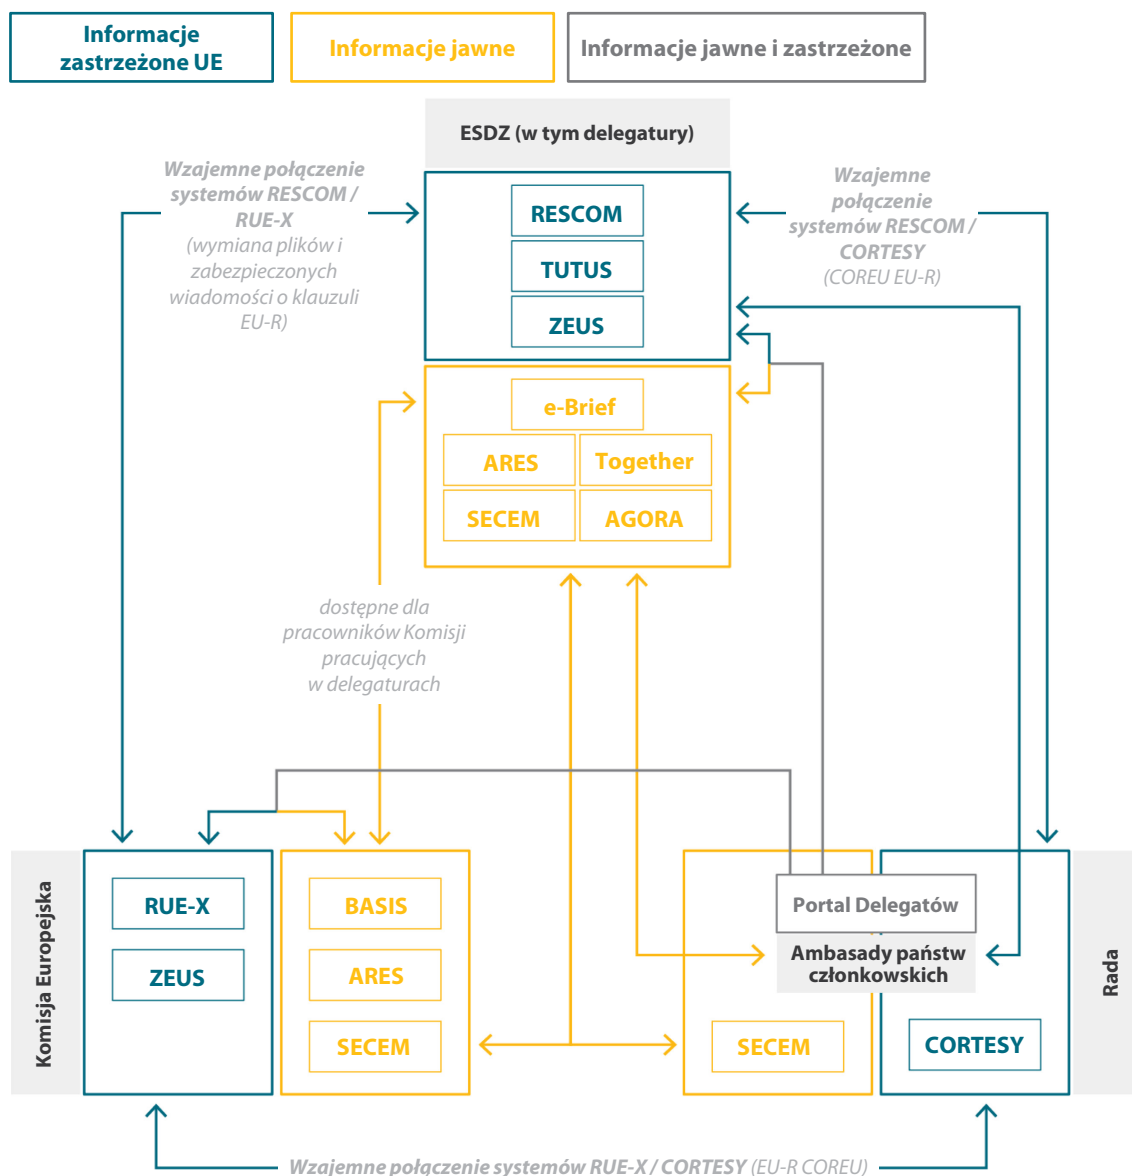 Informacje
zastrzeżone UE
Informacje jawne
Informacje jawne i zastrzeżone
ESDZ (w tym delegatury)
Wzajemne połączenie
systemów RESCOM /
RUE-X
(wymiana plików i
zabezpieczonych
wiadomości o klauzuli
EU-R)
RESCOM
TUTUS
ZEUS
Wzajemne
połączenie
systemów RESCOM /
CORTESY
(COREU EU-R)
e-Brief
ARES
Together
SECEM
AGORA
dostępne dla
pracowników Komisji
pracujących
w delegaturach
Komisja Europejska
RUE-X
ZEUS
BASIS
ARES
SECEM
Portal Delegatów
Ambasady państw
członkowskich
SECEM
CORTESY
Rada
Wzajemne połączenie systemów RUE-X / CORTESY (EU-R COREU)